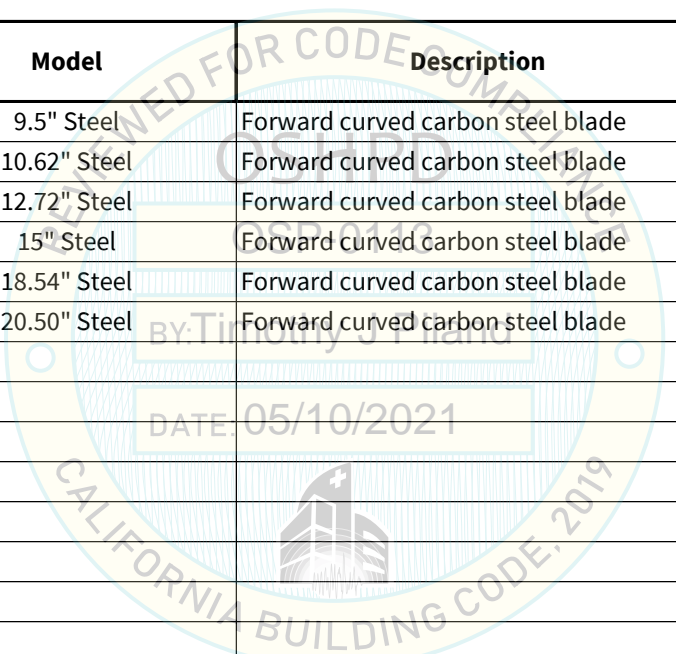 Model Description
9.5" Steel Forward curved carbon steel blade
10.62" Steel Forward curved carbon steel blade
12.72" Steel Forward curved carbon steel blade
15" Steel Forward curved carbon steel blade
18.54" Steel Forward curved carbon steel blade
20.50" Steel Forward curved carbon steel blade
REVIEWED FOR CODE COMPLIANCE
OSHPD
OSP-0113
BY:Timothy J Piland
DATE: 05/10/2021
CALIFORNIA BUILDING CODE, 2019